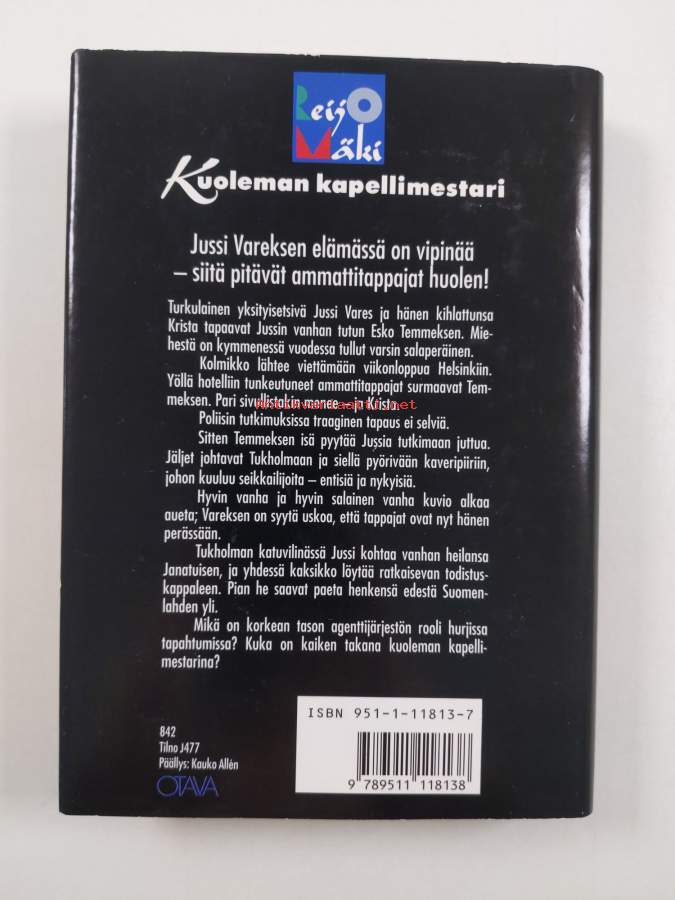 Reijo
Mäki
Kuoleman kapellimestari
Jussi Vareksen elämässä on vipinää
– siitä pitävät ammattitappajat huolen!
Turkulainen yksityisetsivä Jussi Vares ja hänen kihlattunsa
Krista tapaavat Jussin vanhan tutun Esko Temmeksen. Mie-
hestä on kymmenessä vuodessa tullut varsin salaperäinen.
Kolmikko lähtee viettämään viikonloppua Helsinkiin.
Yöllä hotelliin tunkeutuneet ammattitappajat surmaavat Tem-
meksen. Pari sivullistakin menee – ja Krista.
Antikvariaatti.net
Poliisin tutkimuksissa traaginen tapaus ei selviä.
Sitten Temmeksen isä pyytää Jussia tutkimaan juttua.
Jäljet johtavat Tukholmaan ja siellä pyörivään kaveripiiriin,
johon kuuluu seikkailijoita – entisiä ja nykyisiä.
Hyvin vanha ja hyvin salainen vanha kuvio alkaa
aueta; Vareksen on syytä uskoa, että tappajat ovat nyt hänen
perässään.
Tukholman katuvilinässä Jussi kohtaa vanhan heilansa
Janatuisen, ja yhdessä kaksikko löytää ratkaisevan todistus-
kappaleen. Pian he saavat paeta henkensä edestä Suomen-
lahden yli.
Mikä on korkean tason agenttijärjestön rooli hurjissa
tapahtumissa? Kuka on kaiken takana kuoleman kapelli-
mestarina?
ISBN 951-1-11813-7
9 789511 118138
842
Tilno J477
Päällys: Kauko Allén
OTAVA